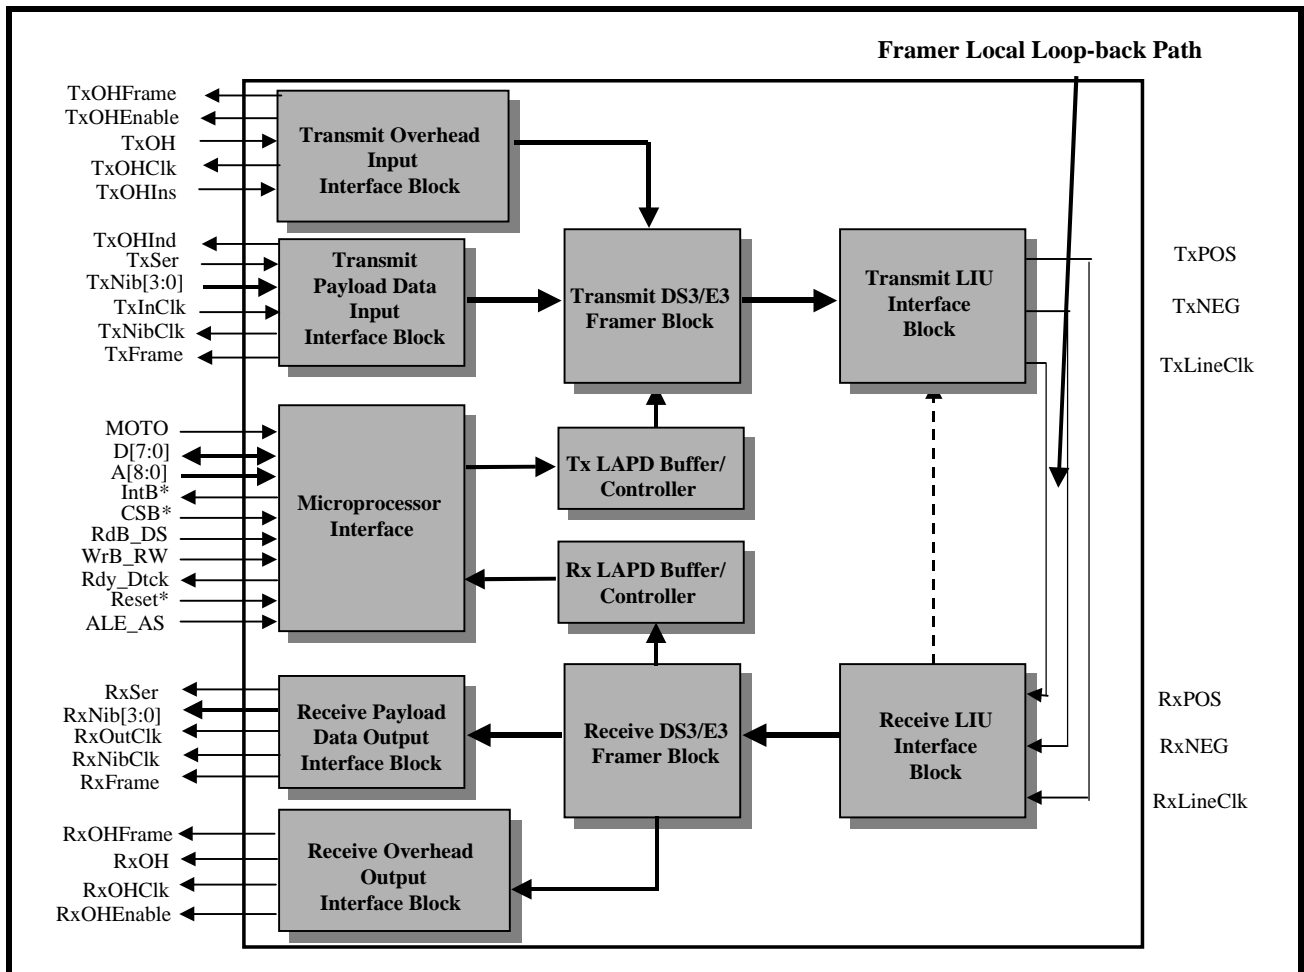 Framer Local Loop-back Path
TxOHFrame
TxOHEnable
TxOH
TxOHClk
TxOHIns
Transmit Overhead
Input
Interface Block
TxOHInd
TxSer
TxNib[3:0]
TxInClk
TxNibClk
TxFrame
Transmit
Payload Data
Input
Interface Block
Transmit DS3/E3
Framer Block
Transmit LIU
Interface
Block
TxPOS
TxNEG
TxLineClk
MOTO
D[7:0]
A[8:0]
IntB*
CSB*
RdB_DS
WrB_RW
Rdy_Dtck
Reset*
ALE_AS
Microprocessor
Interface
Tx LAPD Buffer/
Controller
Rx LAPD Buffer/
Controller
RxSer
RxNib[3:0]
RxOutClk
RxNibClk
RxFrame
Receive Payload
Data Output
Interface Block
Receive DS3/E3
Framer Block
Receive LIU
Interface
Block
RxPOS
RxNEG
RxLineClk
RxOHFrame
RxOH
RxOHClk
RxOHEnable
Receive Overhead
Output
Interface Block